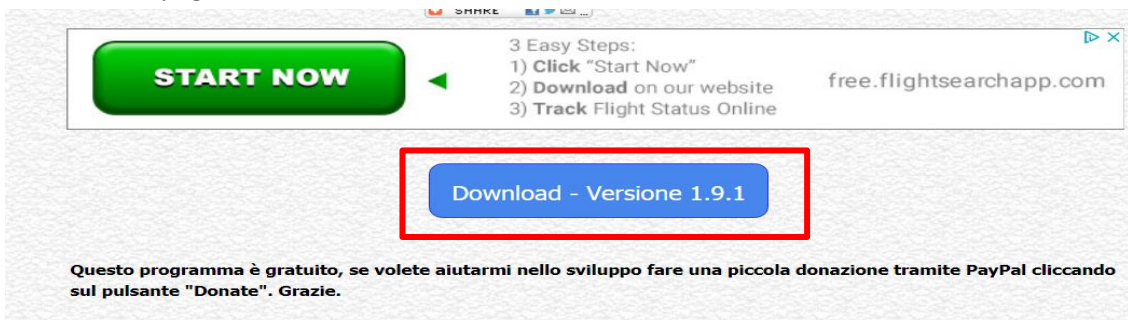 SHARE
START NOW
3 Easy Steps:
1) Click “Start Now”
2) Download on our website
3) Track Flight Status Online
free.flightsearchapp.com
Download - Versione 1.9.1
Questo programma è gratuito, se volete aiutarmi nello sviluppo fare una piccola donazione tramite PayPal cliccando
sul pulsante "Donate". Grazie.